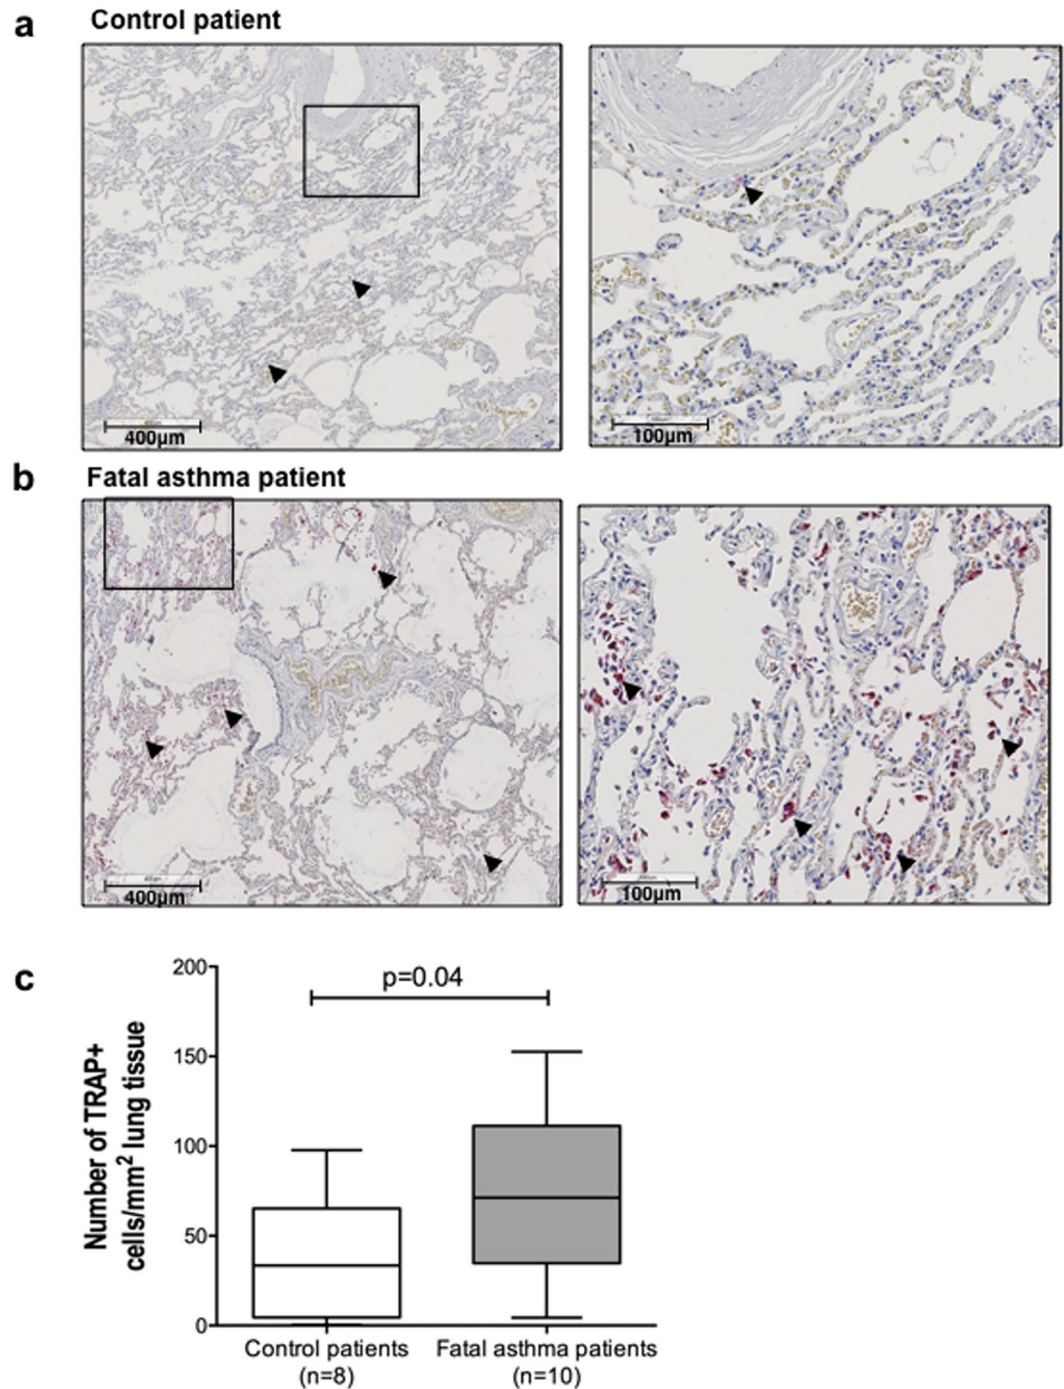 a
Control patient
400μm
100μm
b
Fatal asthma patient
400μm
100μm
c
Number of TRAP+
cells/mm² lung tissue
200
150
100
50
0
p=0.04
Control patients
(n=8)
Fatal asthma patients
(n=10)